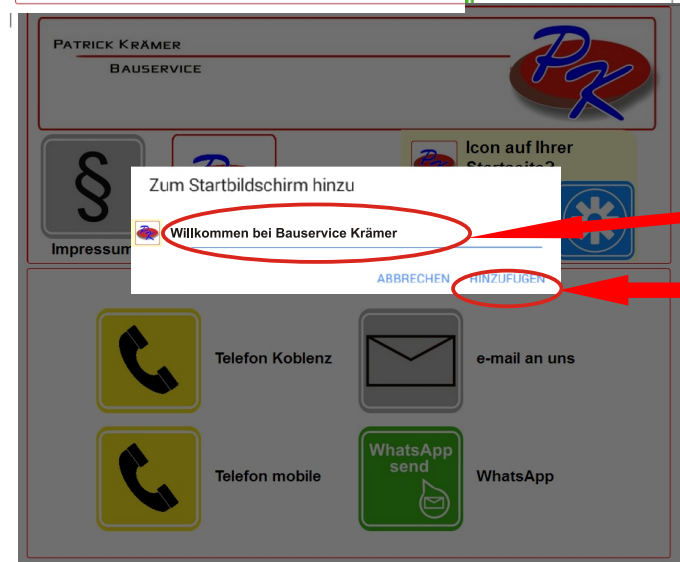 PATRICK KRÄMER
BAUSERVICE
PK
Icon auf Ihrer
Startseite?
§
Impressum
Zum Startbildschirm hinzu
Willkommen bei Bauservice Krämer
ABBRECHEN HINZUFÜGEN
Telefon Koblenz
e-mail an uns
Telefon mobile
WhatsApp
send
WhatsApp